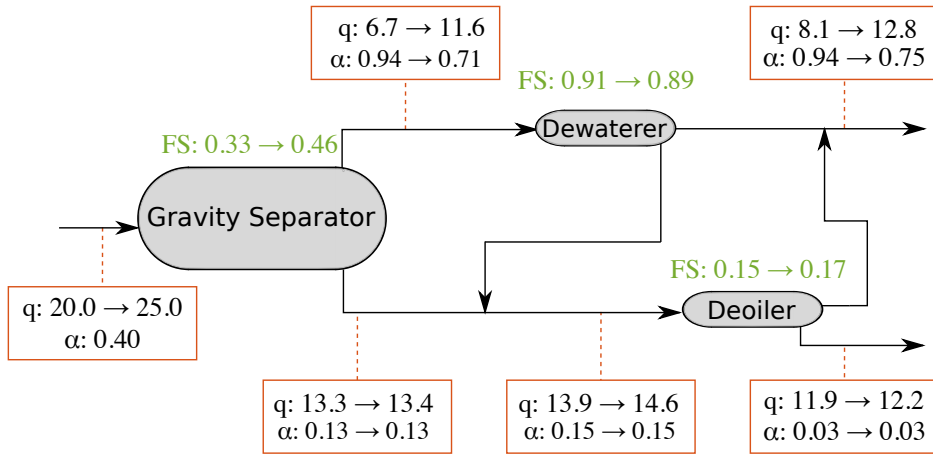 q: 6.7 → 11.6
α: 0.94 → 0.71
q: 8.1 → 12.8
α: 0.94 → 0.75
FS: 0.91 → 0.89
Dewaterer
FS: 0.33 → 0.46
Gravity Separator
FS: 0.15 → 0.17
Deoiler
q: 20.0 → 25.0
α: 0.40
q: 13.3 → 13.4
α: 0.13 → 0.13
q: 13.9 → 14.6
α: 0.15 → 0.15
q: 11.9 → 12.2
α: 0.03 → 0.03